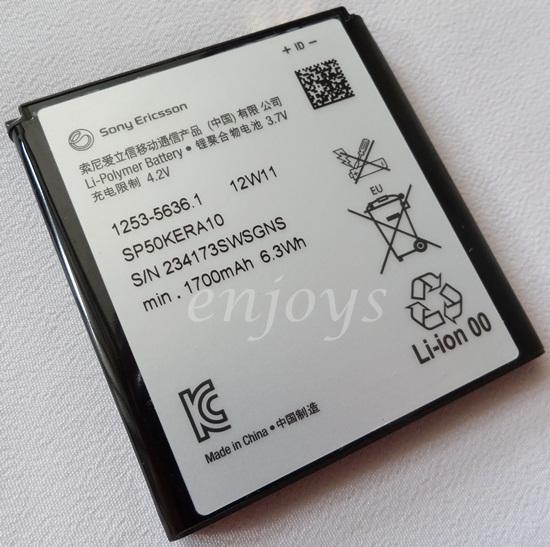 + ID −
Sony Ericsson
索尼爱立信移动通信产品 (中国) 有限公司
Li-Polymer Battery • 锂聚合物电池 3.7V
充电限制 4.2V
1253-5636.1 12W11
SP50KERA10
S/N 234173SWSGNS
min. 1700mAh 6.3Wh
EU
enjoys
Li-ion 00
Made in China • 中国制造